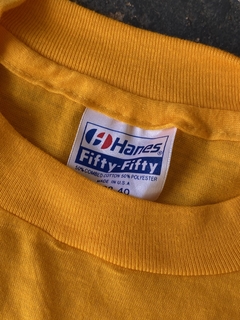 Hanes
Fifty-Fifty
50% COMBED COTTON 50% POLYESTER
MADE IN U.S.A
40